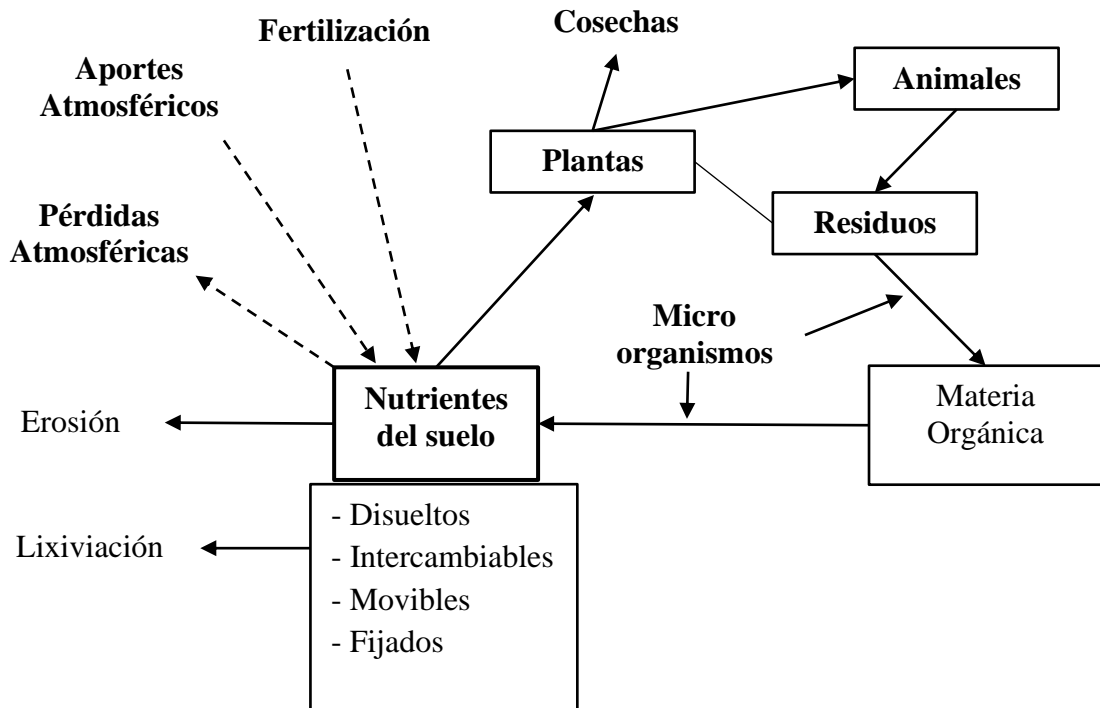 Fertilización
Cosechas
Aportes
Atmosféricos
Animales
Plantas
Pérdidas
Atmosféricas
Residuos
Micro
organismos
Nutrientes
del suelo
Materia
Orgánica
Erosión
Lixiviación
- Disueltos
- Intercambiables
- Movibles
- Fijados